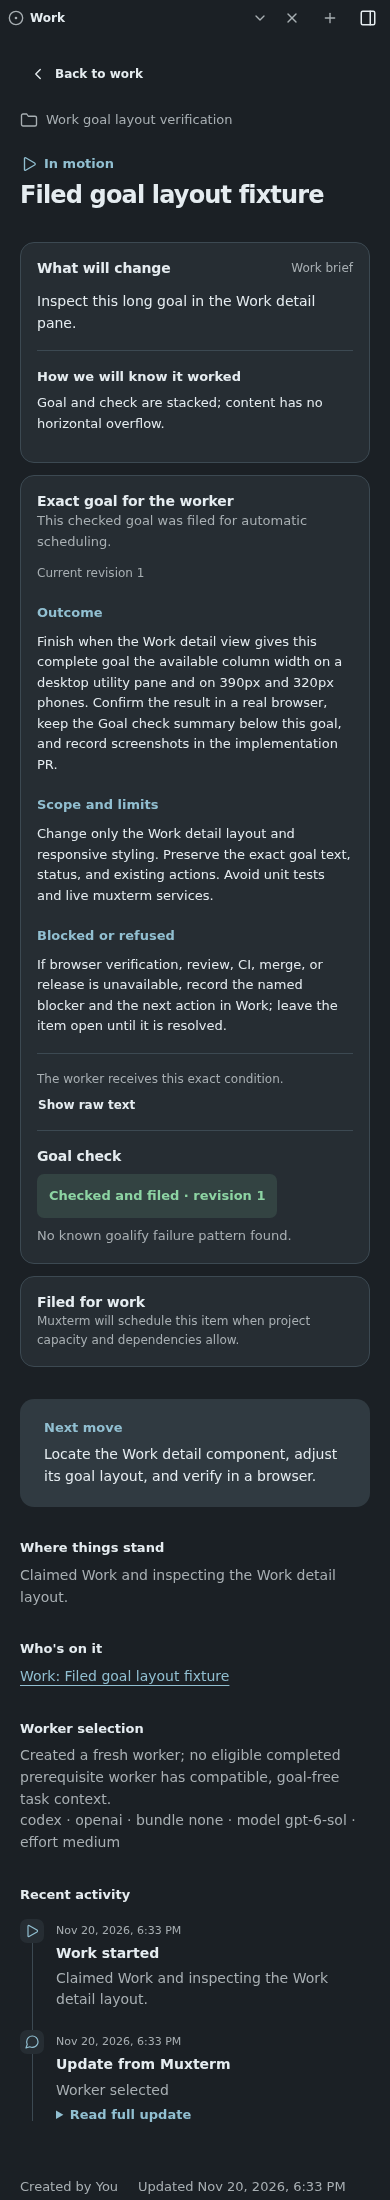 Work
Back to work
Work goal layout verification
In motion
Filed goal layout fixture
What will change
Work brief
Inspect this long goal in the Work detail
pane.
How we will know it worked
Goal and check are stacked; content has no
horizontal overflow.
Exact goal for the worker
This checked goal was filed for automatic
scheduling.
Current revision 1
Outcome
Finish when the Work detail view gives this
complete goal the available column width on a
desktop utility pane and on 390px and 320px
phones. Confirm the result in a real browser,
keep the Goal check summary below this goal,
and record screenshots in the implementation
PR.
Scope and limits
Change only the Work detail layout and
responsive styling. Preserve the exact goal text,
status, and existing actions. Avoid unit tests
and live muxterm services.
Blocked or refused
If browser verification, review, CI, merge, or
release is unavailable, record the named
blocker and the next action in Work; leave the
item open until it is resolved.
The worker receives this exact condition.
Show raw text
Goal check
Checked and filed · revision 1
No known goalify failure pattern found.
Filed for work
Muxterm will schedule this item when project
capacity and dependencies allow.
Next move
Locate the Work detail component, adjust
its goal layout, and verify in a browser.
Where things stand
Claimed Work and inspecting the Work detail
layout.
Who's on it
Work: Filed goal layout fixture
Worker selection
Created a fresh worker; no eligible completed
prerequisite worker has compatible, goal-free
task context.
codex · openai · bundle none · model gpt-6-sol ·
effort medium
Recent activity
Nov 20, 2026, 6:33 PM
Work started
Claimed Work and inspecting the Work
detail layout.
Nov 20, 2026, 6:33 PM
Update from Muxterm
Worker selected
Read full update
Created by You
Updated Nov 20, 2026, 6:33 PM